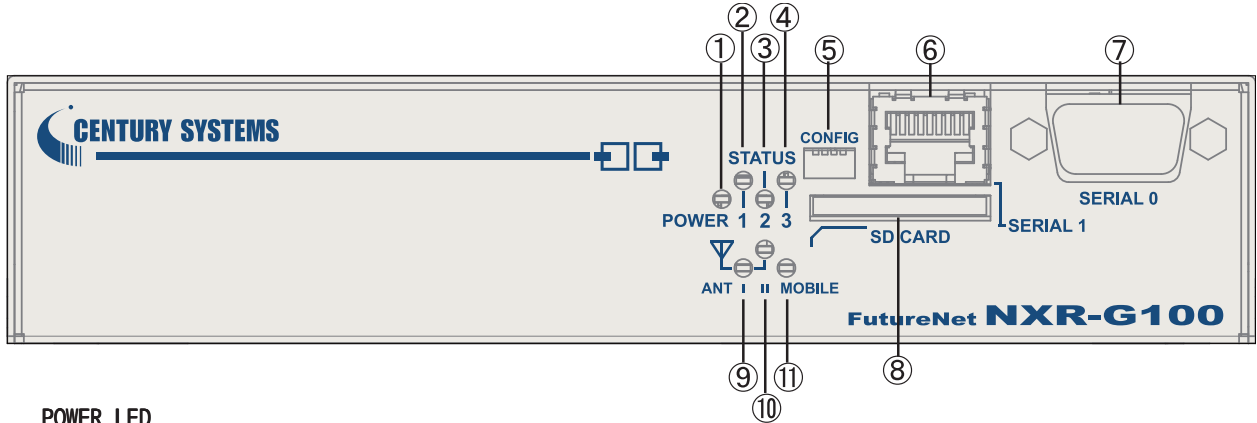 ② ④
① ③ ⑤ ⑥ ⑦
CENTURY SYSTEMS
CONFIG
STATUS
POWER 1 2 3
SERIAL 0
SERIAL 1
SD CARD
ANT I II MOBILE
FutureNet NXR-G100
⑨ ⑪ ⑧
⑩
POWER LED